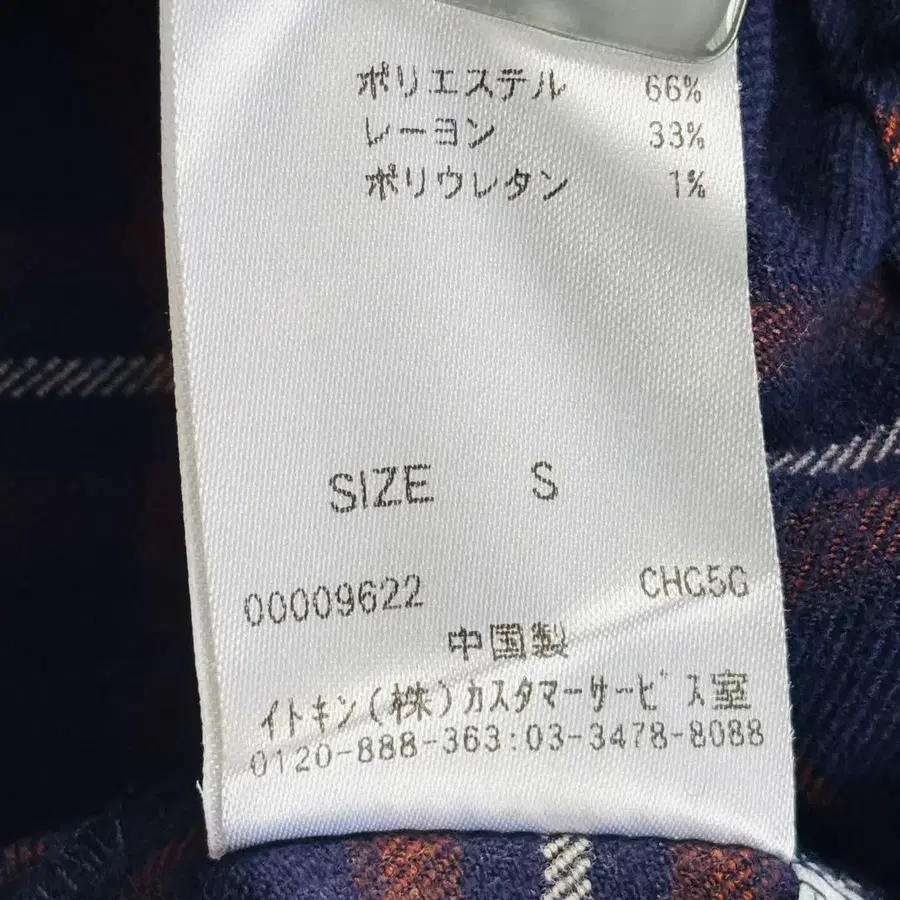 ポリエステル 66%
レーヨン 33%
ポリウレタン 1%
SIZE S
00009622 CHG5G
中国製
イトキン(株)カスタマーサービス室
0120-888-363:03-3478-8088